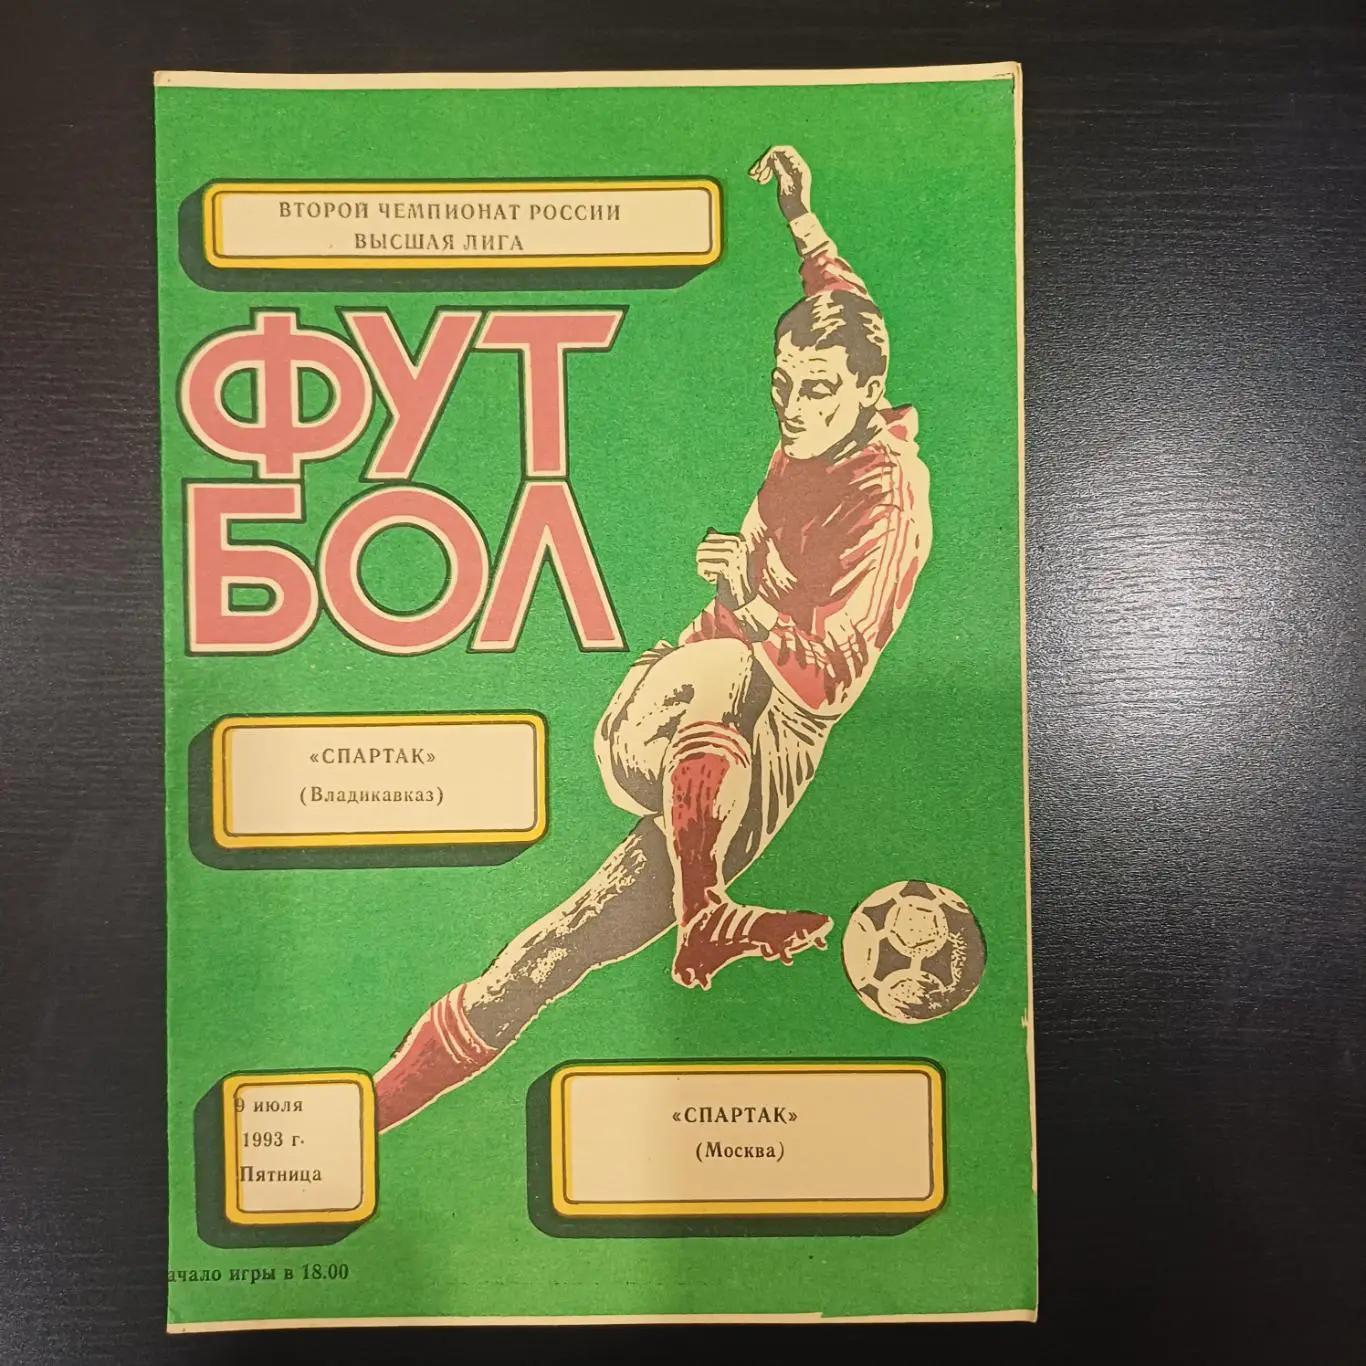 ВТОРОЙ ЧЕМПИОНАТ РОССИИ
ВЫСШАЯ ЛИГА
ФУТ
БОЛ
«СПАРТАК»
(Владикавказ)
9 июля
1993 г.
Пятница
«СПАРТАК»
(Москва)
ачало игры в 18.00